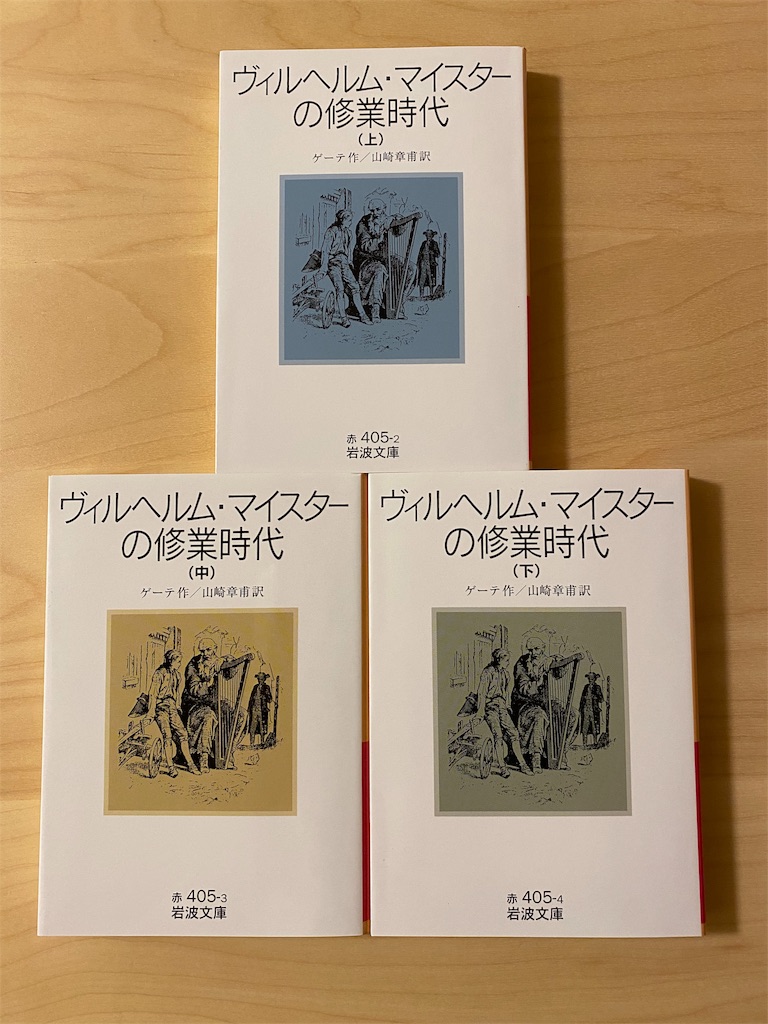 ヴィルヘルム・マイスター
の修業時代
(上)
ゲーテ作/山崎章甫訳
赤 405-2
岩波文庫
ヴィルヘルム・マイスター
の修業時代
(中)
ゲーテ作/山崎章甫訳
赤 405-3
岩波文庫
ヴィルヘルム・マイスター
の修業時代
(下)
ゲーテ作/山崎章甫訳
赤 405-4
岩波文庫